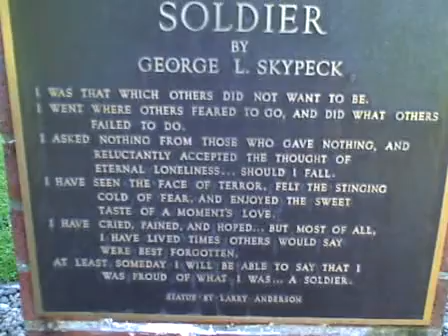 SOLDIER
BY
GEORGE L. SKYPECK
I WAS THAT WHICH OTHERS DID NOT WANT TO BE.
I WENT WHERE OTHERS FEARED TO GO, AND DID WHAT OTHERS
FAILED TO DO.
I ASKED NOTHING FROM THOSE WHO GAVE NOTHING, AND
RELUCTANTLY ACCEPTED THE THOUGHT OF
ETERNAL LONELINESS... SHOULD I FALL.
I HAVE SEEN THE FACE OF TERROR, FELT THE STINGING
COLD OF FEAR, AND ENJOYED THE SWEET
TASTE OF A MOMENT'S LOVE.
I HAVE CRIED, PAINED, AND HOPED... BUT MOST OF ALL,
I HAVE LIVED TIMES OTHERS WOULD SAY
WERE BEST FORGOTTEN.
AT LEAST SOMEDAY I WILL BE ABLE TO SAY THAT I
WAS PROUD OF WHAT I WAS... A SOLDIER.
STATUE BY LARRY ANDERSON